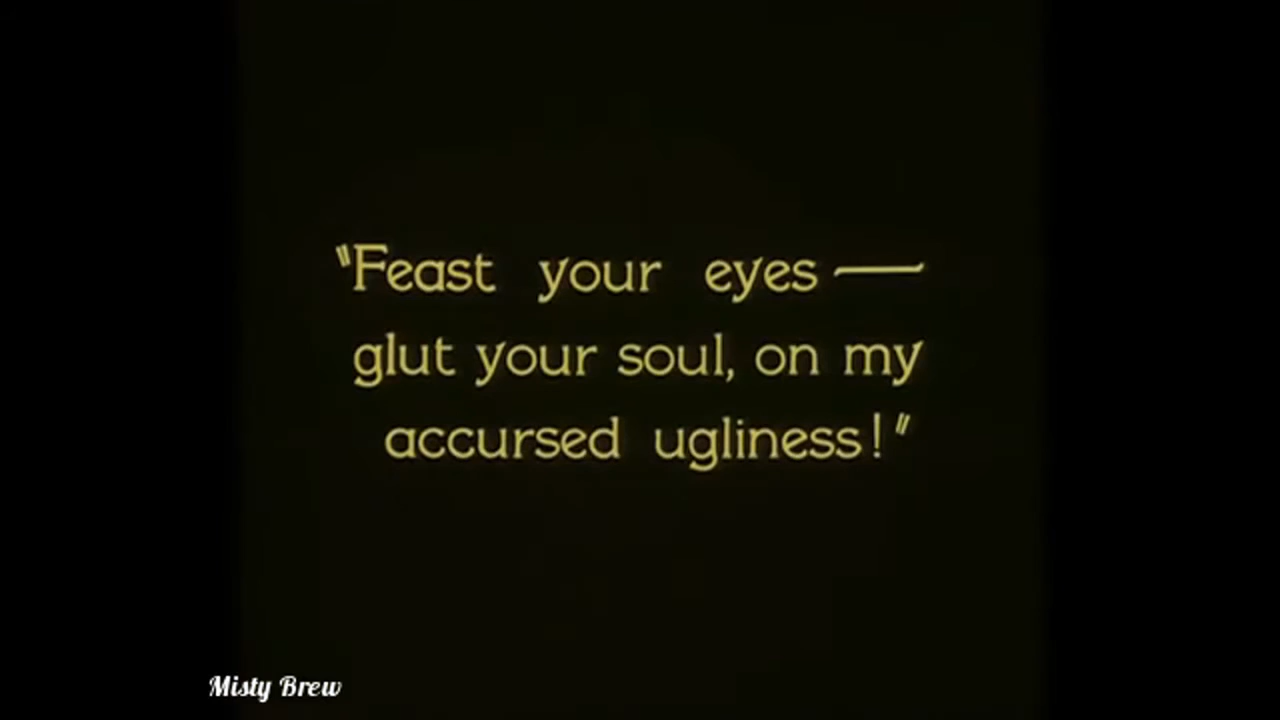 "Feast your eyes —
glut your soul, on my
accursed ugliness!"
Misty Brew